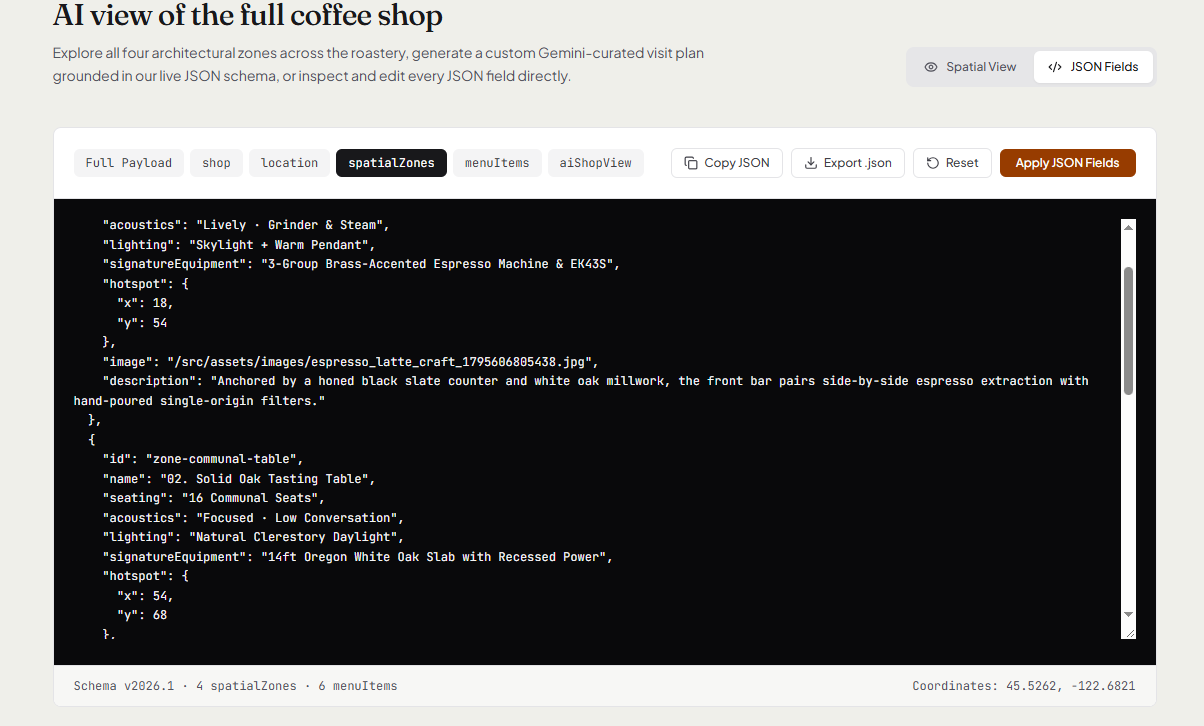 AI view of the full coffee shop
Explore all four architectural zones across the roastery, generate a custom Gemini-curated visit plan
grounded in our live JSON schema, or inspect and edit every JSON field directly.
Spatial View
</> JSON Fields
Full Payload shop location spatialZones menuItems aiShopView Copy JSON Export .json Reset Apply JSON Fields
"acoustics": "Lively · Grinder & Steam",
"lighting": "Skylight + Warm Pendant",
"signatureEquipment": "3-Group Brass-Accented Espresso Machine & EK43S",
"hotspot": {
"x": 18,
"y": 54
},
"image": "/src/assets/images/espresso_latte_craft_1795606805438.jpg",
"description": "Anchored by a honed black slate counter and white oak millwork, the front bar pairs side-by-side espresso extraction with
hand-poured single-origin filters."
},
{
"id": "zone-communal-table",
"name": "02. Solid Oak Tasting Table",
"seating": "16 Communal Seats",
"acoustics": "Focused · Low Conversation",
"lighting": "Natural Clerestory Daylight",
"signatureEquipment": "14ft Oregon White Oak Slab with Recessed Power",
"hotspot": {
"x": 54,
"y": 68
},
Schema v2026.1 · 4 spatialZones · 6 menuItems
Coordinates: 45.5262, -122.6821